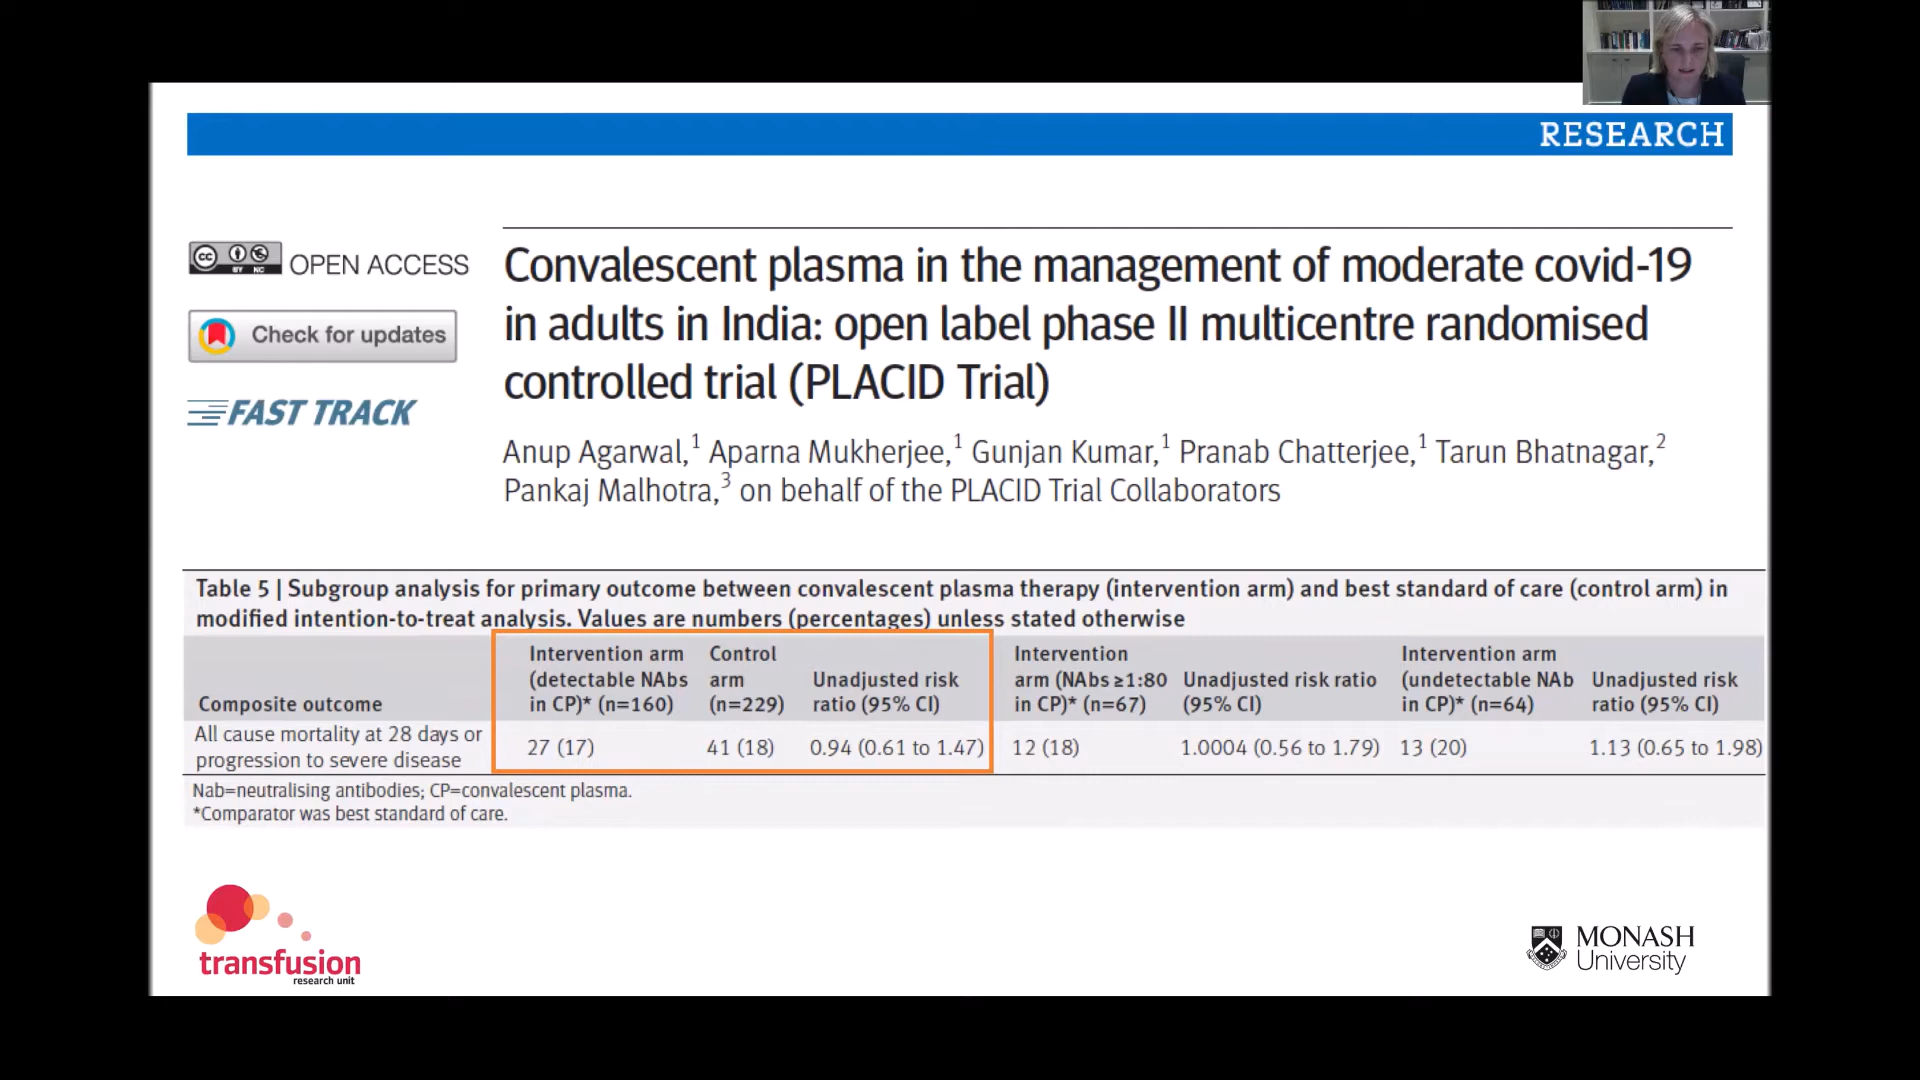 RESEARCH
cc BY NC OPEN ACCESS
Check for updates
FAST TRACK
Convalescent plasma in the management of moderate covid-19
in adults in India: open label phase II multicentre randomised
controlled trial (PLACID Trial)
Anup Agarwal,1 Aparna Mukherjee,1 Gunjan Kumar,1 Pranab Chatterjee,1 Tarun Bhatnagar,2
Pankaj Malhotra,3 on behalf of the PLACID Trial Collaborators
Table 5 | Subgroup analysis for primary outcome between convalescent plasma therapy (intervention arm) and best standard of care (control arm) in
modified intention-to-treat analysis. Values are numbers (percentages) unless stated otherwise
Intervention arm Control Intervention Intervention arm
(detectable NAbs arm Unadjusted risk arm (NAbs ≥1:80 Unadjusted risk ratio (undetectable NAb Unadjusted risk
Composite outcome in CP)* (n=160) (n=229) ratio (95% CI) in CP)* (n=67) (95% CI) in CP)* (n=64) ratio (95% CI)
All cause mortality at 28 days or
progression to severe disease 27 (17) 41 (18) 0.94 (0.61 to 1.47) 12 (18) 1.0004 (0.56 to 1.79) 13 (20) 1.13 (0.65 to 1.98)
Nab=neutralising antibodies; CP=convalescent plasma.
*Comparator was best standard of care.
transfusion
research unit
MONASH
University